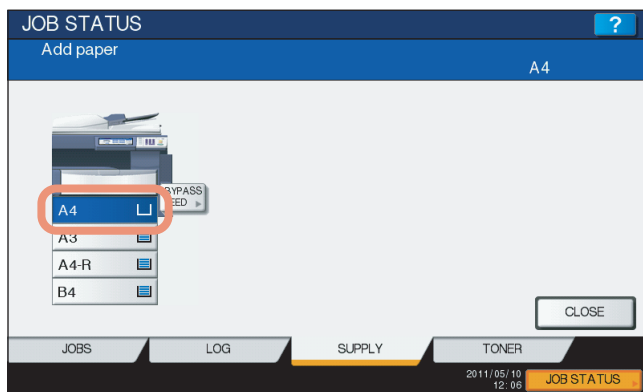 JOB STATUS
?
Add paper
A4
BYPASS
FEED
A4
A3
A4-R
B4
CLOSE
JOBS
LOG
SUPPLY
TONER
2011/05/10
12:06
JOB STATUS